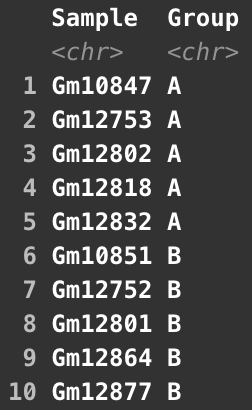 Sample Group
<chr> <chr>
1 Gm10847 A
2 Gm12753 A
3 Gm12802 A
4 Gm12818 A
5 Gm12832 A
6 Gm10851 B
7 Gm12752 B
8 Gm12801 B
9 Gm12864 B
10 Gm12877 B